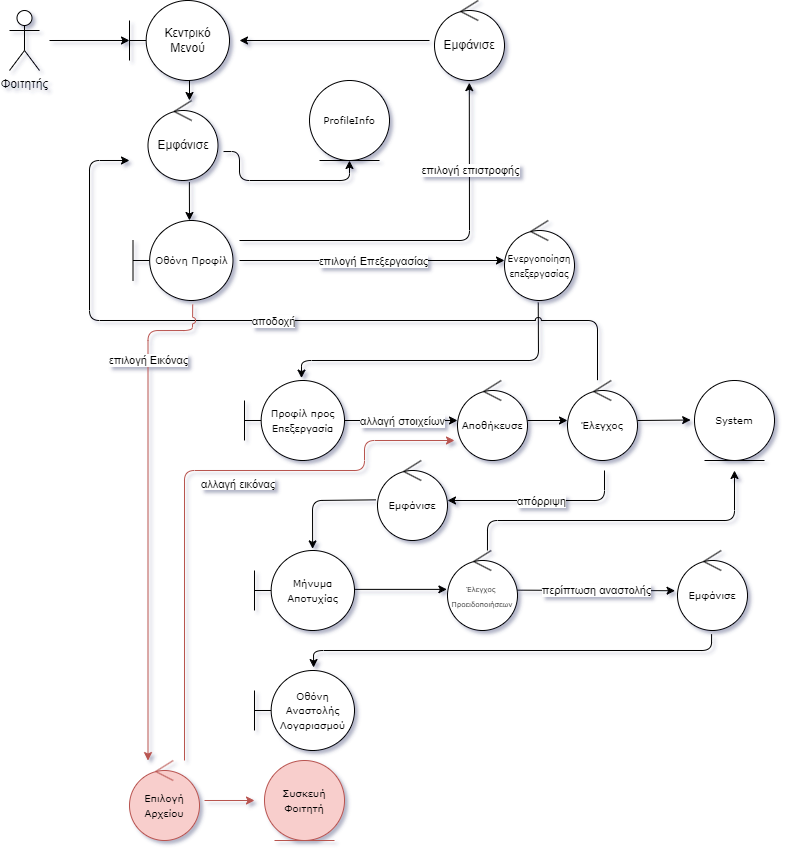 Κεντρικό
Μενού
Εμφάνισε
Φοιτητής
ProfileInfo
Εμφάνισε
επιλογή επιστροφής
Οθόνη Προφίλ
επιλογή Επεξεργασίας
Ενεργοποίηση
επεξεργασίας
αποδοχή
επιλογή Εικόνας
Προφίλ προς
Επεξεργασία
αλλαγή στοιχείων
Αποθήκευσε
Έλεγχος
System
αλλαγή εικόνας
Εμφάνισε
απόρριψη
Μήνυμα
Αποτυχίας
Έλεγχος
Προειδοποιήσεων
περίπτωση αναστολής
Εμφάνισε
Οθόνη
Αναστολής
Λογαριασμού
Επιλογή
Αρχείου
Συσκευή
Φοιτητή